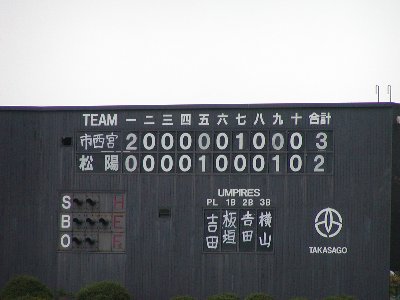 TEAM 一 二 三 四 五 六 七 八 九 十 合計
市西宮 2 0 0 0 0 1 0 0 0 3
松陽 0 0 0 0 1 0 0 0 1 0 2
UMPIRES
PL 1B 2B 3B
吉田 板垣 吉田 横山
S H
B E
O F
TAKASAGO